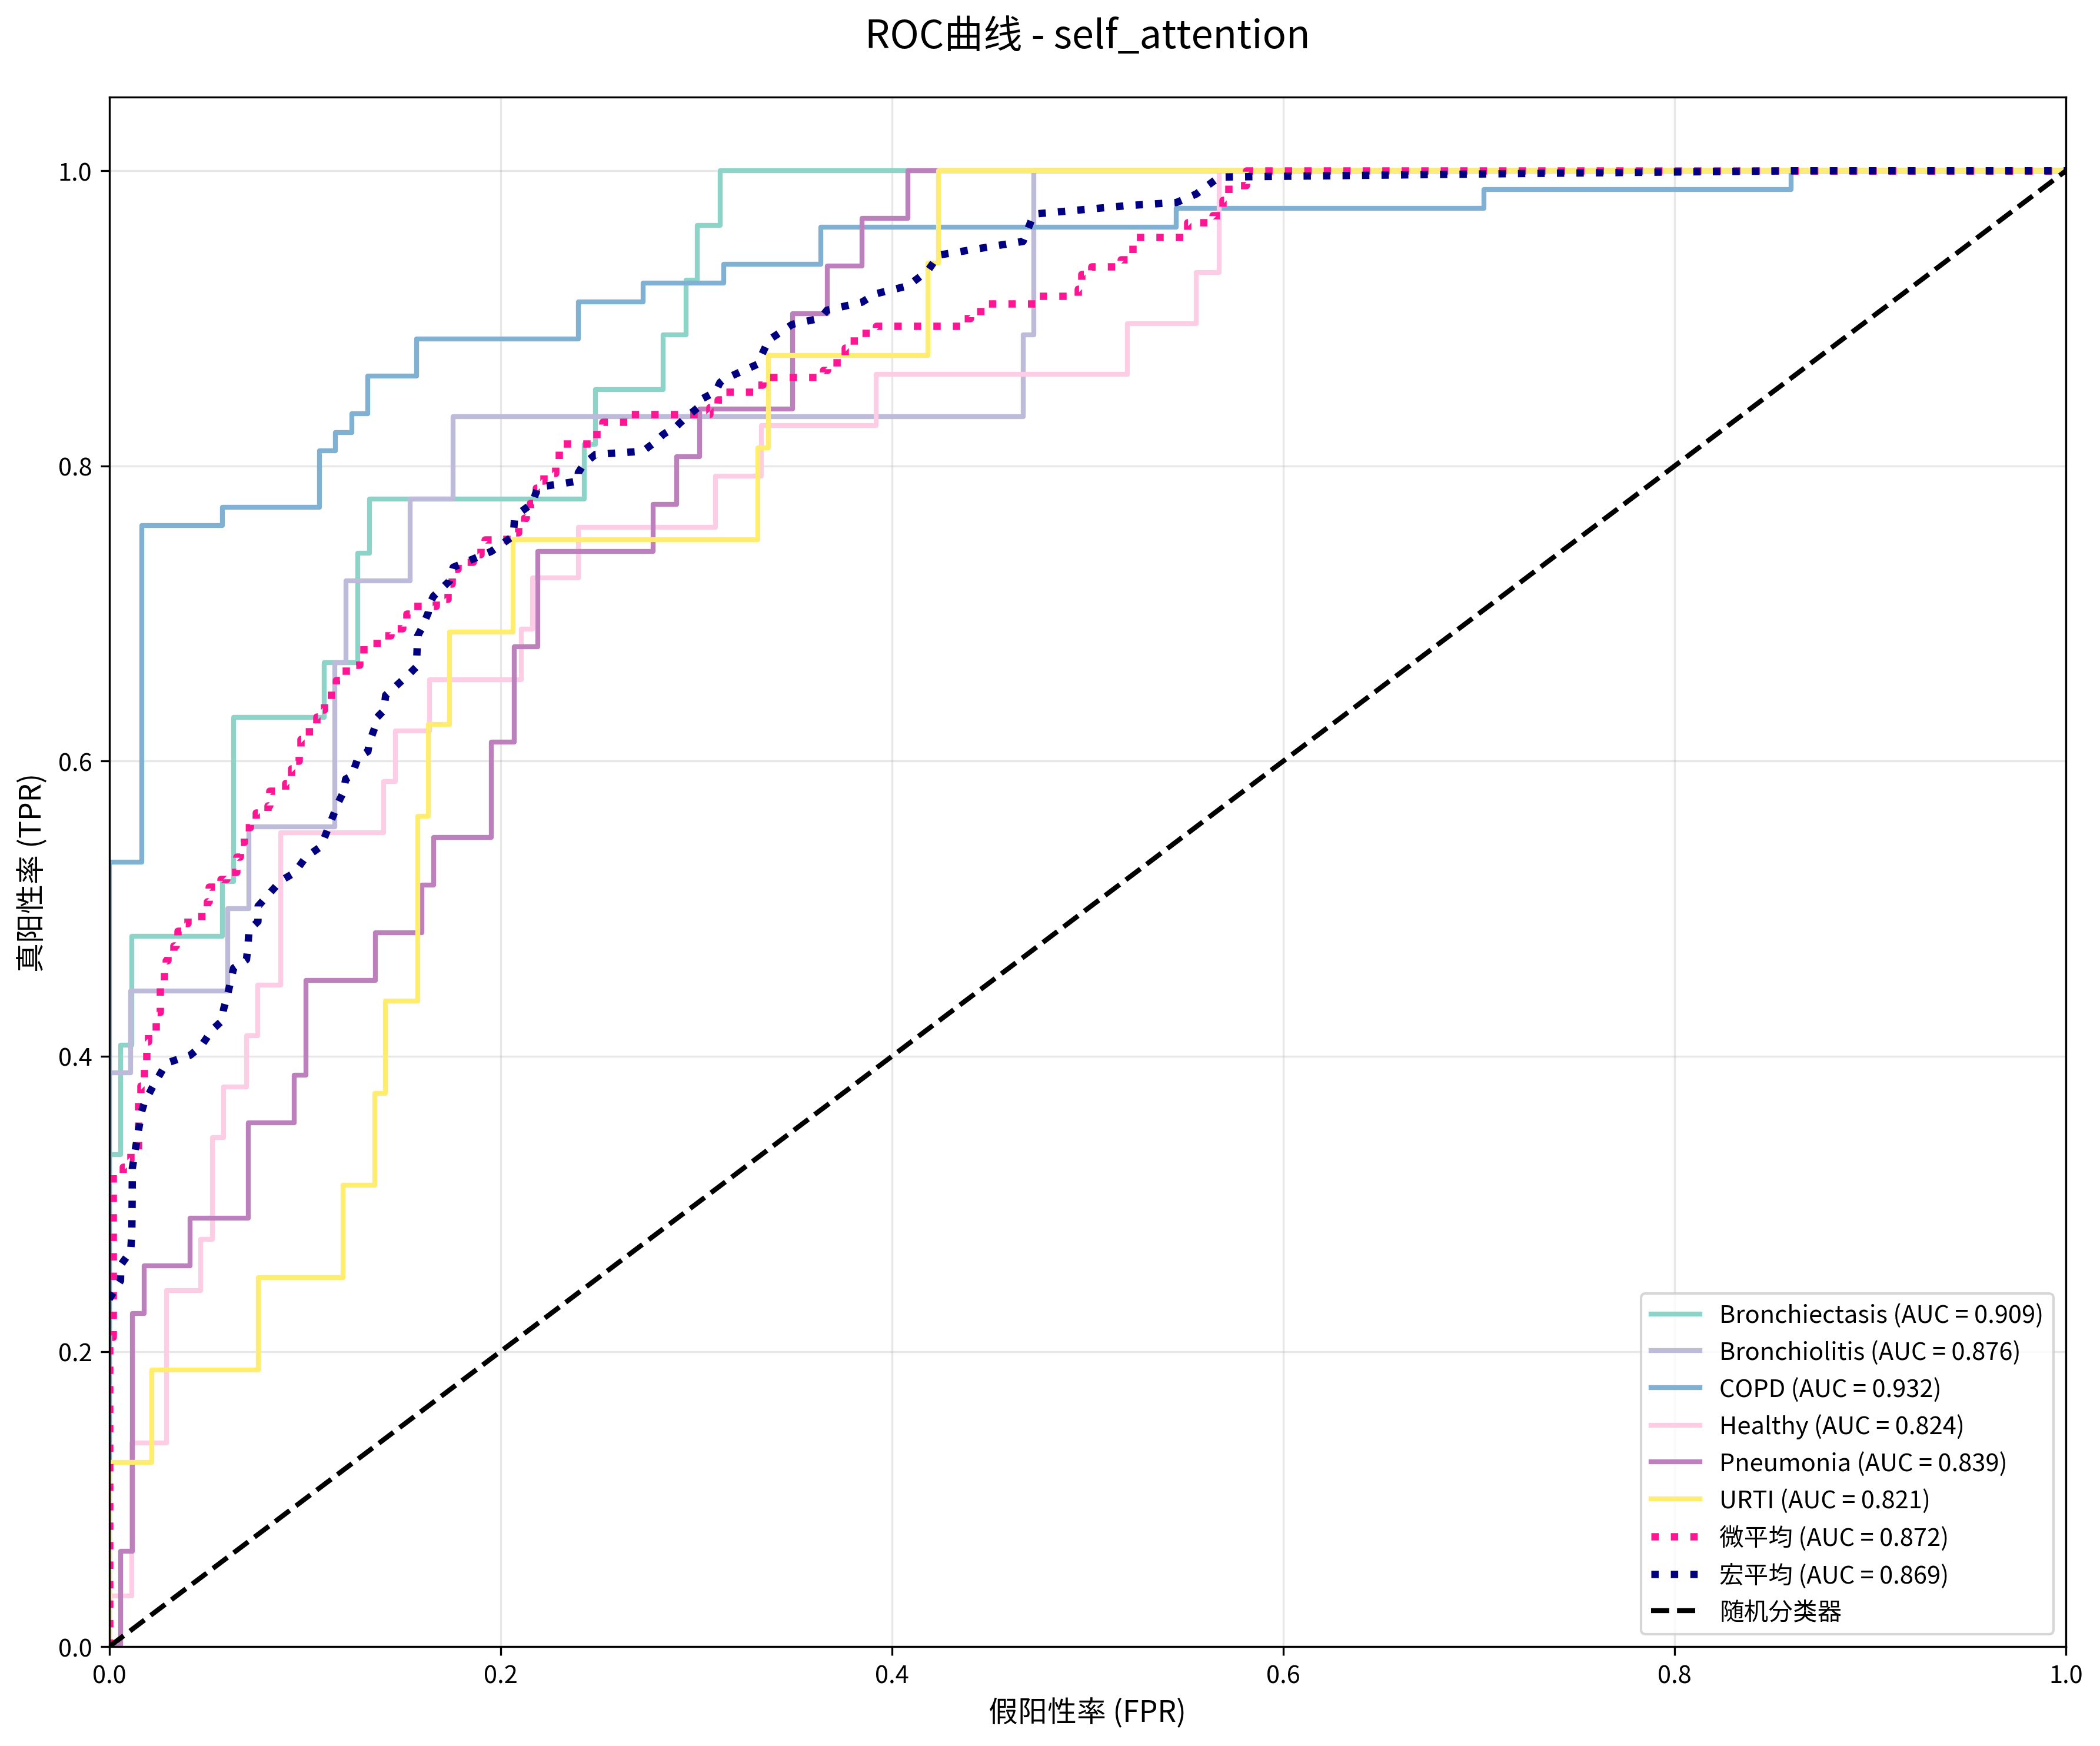 ROC曲线 - self_attention
真阳性率 (TPR)
1.0
0.8
0.6
0.4
0.2
0.0
0.0
0.2
0.4
0.6
0.8
1.0
假阳性率 (FPR)
Bronchiectasis (AUC = 0.909)
Bronchiolitis (AUC = 0.876)
COPD (AUC = 0.932)
Healthy (AUC = 0.824)
Pneumonia (AUC = 0.839)
URTI (AUC = 0.821)
微平均 (AUC = 0.872)
宏平均 (AUC = 0.869)
随机分类器